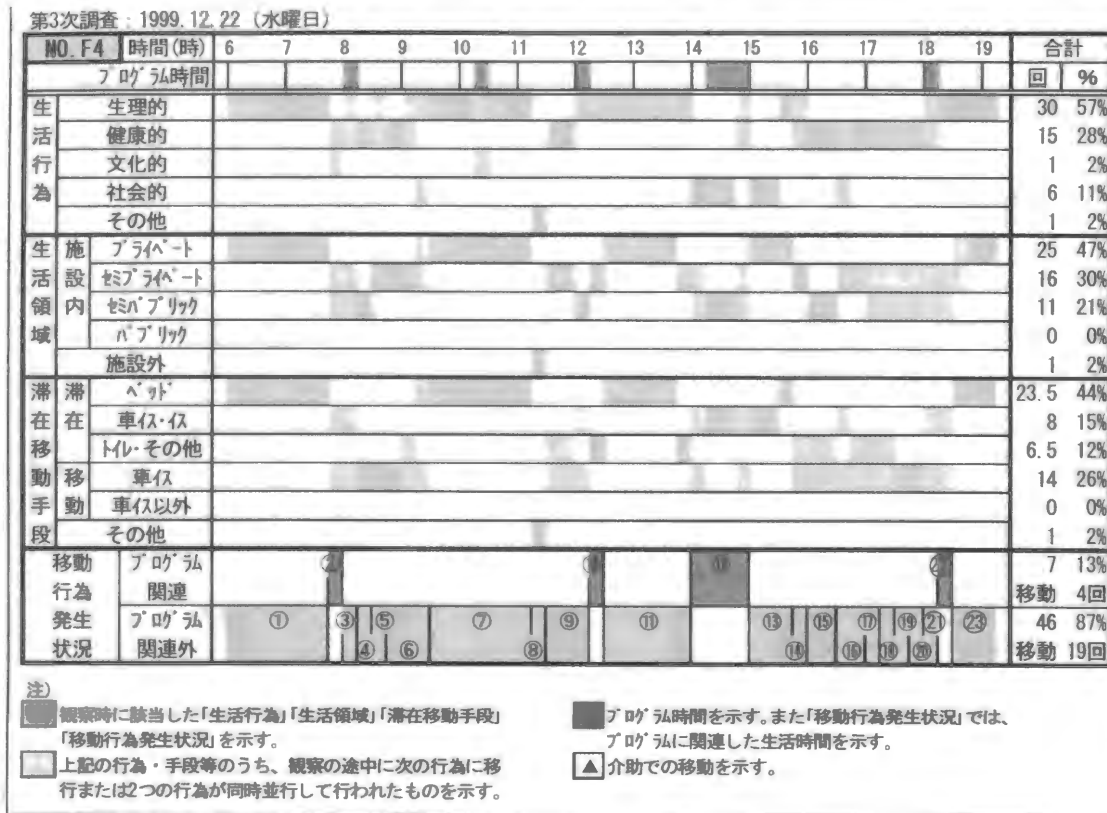 第3次調査：1999.12.22（水曜日）
NO.F4 時間(時) 6 7 8 9 10 11 12 13 14 15 16 17 18 19 合計
プログラム時間 回 %
生活行為
生理的 30 57%
健康的 15 28%
文化的 1 2%
社会的 6 11%
その他 1 2%
生活領域
施設内
プライベート 25 47%
セミプライベート 16 30%
セミパブリック 11 21%
パブリック 0 0%
施設外 1 2%
滞在移動手段
滞在
ベッド 23.5 44%
車イス・イス 8 15%
トイレ・その他 6.5 12%
移動
車イス 14 26%
車イス以外 0 0%
その他 1 2%
移動行為発生状況
プログラム関連 7 13%
移動 4回
プログラム関連外 ① ③ ④ ⑤ ⑥ ⑦ ⑧ ⑨ ⑪ ⑬ ⑭ ⑮ ⑯ ⑰ ⑱ ⑲ ⑳ ㉑ ㉓ 46 87%
移動 19回
注)
観察時に該当した「生活行為」「生活領域」「滞在移動手段」
「移動行為発生状況」を示す。
上記の行為・手段等のうち、観察の途中に次の行為に移
行または2つの行為が同時並行して行われたものを示す。
プログラム時間を示す。また「移動行為発生状況」では、
プログラムに関連した生活時間を示す。
▲ 介助での移動を示す。